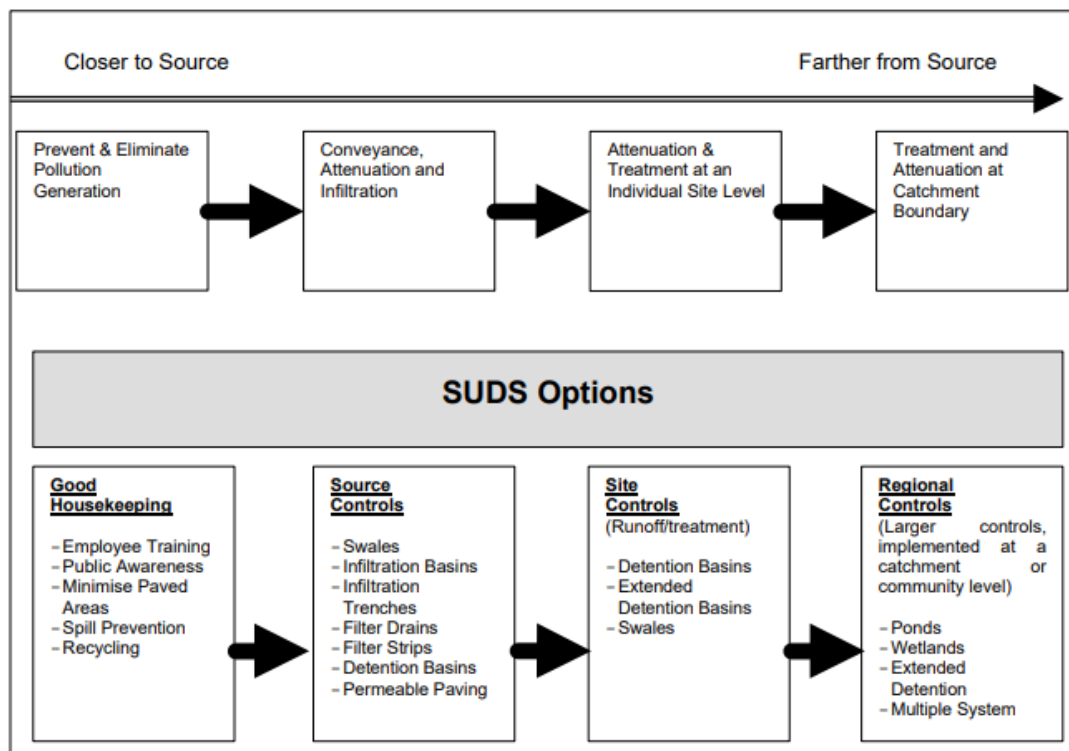 Closer to Source
Farther from Source
Prevent & Eliminate
Pollution
Generation
Conveyance,
Attenuation and
Infiltration
Attenuation &
Treatment at an
Individual Site Level
Treatment and
Attenuation at
Catchment
Boundary
SUDS Options
Good
Housekeeping
– Employee Training
– Public Awareness
– Minimise Paved
Areas
– Spill Prevention
– Recycling
Source
Controls
– Swales
– Infiltration Basins
– Infiltration
Trenches
– Filter Drains
– Filter Strips
– Detention Basins
– Permeable Paving
Site
Controls
(Runoff/treatment)
– Detention Basins
– Extended
Detention Basins
– Swales
Regional
Controls
(Larger controls,
implemented at a
catchment or
community level)
– Ponds
– Wetlands
– Extended
Detention
– Multiple System